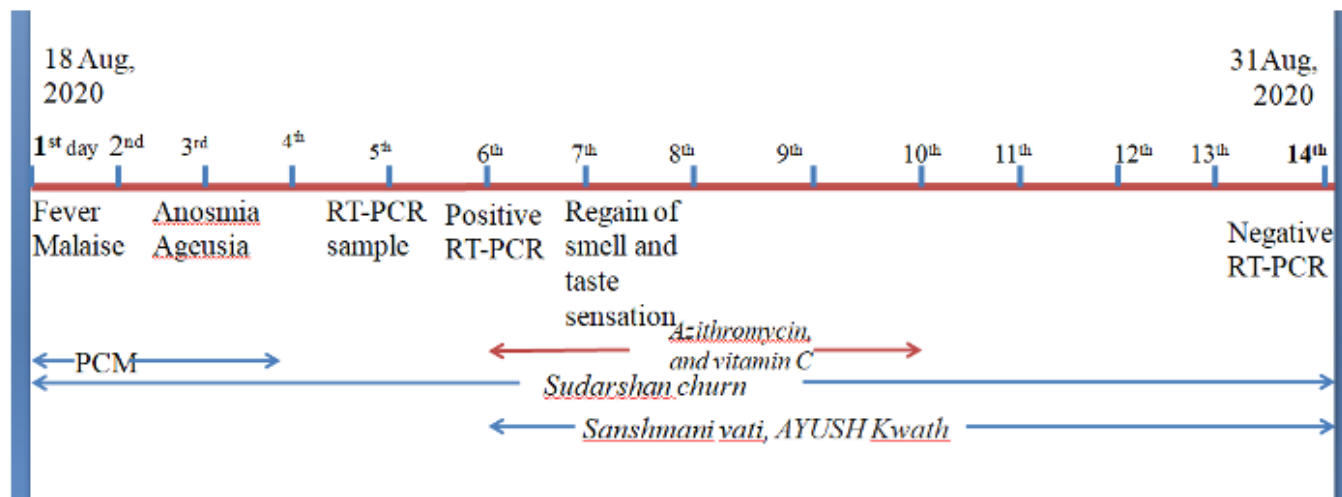 18 Aug,
2020
31Aug,
2020
1st day 2nd 3rd 4th 5th 6th 7th 8th 9th 10th 11th 12th 13th 14th
Fever
Malaise
Anosmia
Ageusia
RT-PCR
sample
Positive
RT-PCR
Regain of
smell and
taste
sensation
Negative
RT-PCR
PCM
Azithromycin,
and vitamin C
Sudarshan churn
Sanshmani vati, AYUSH Kwath